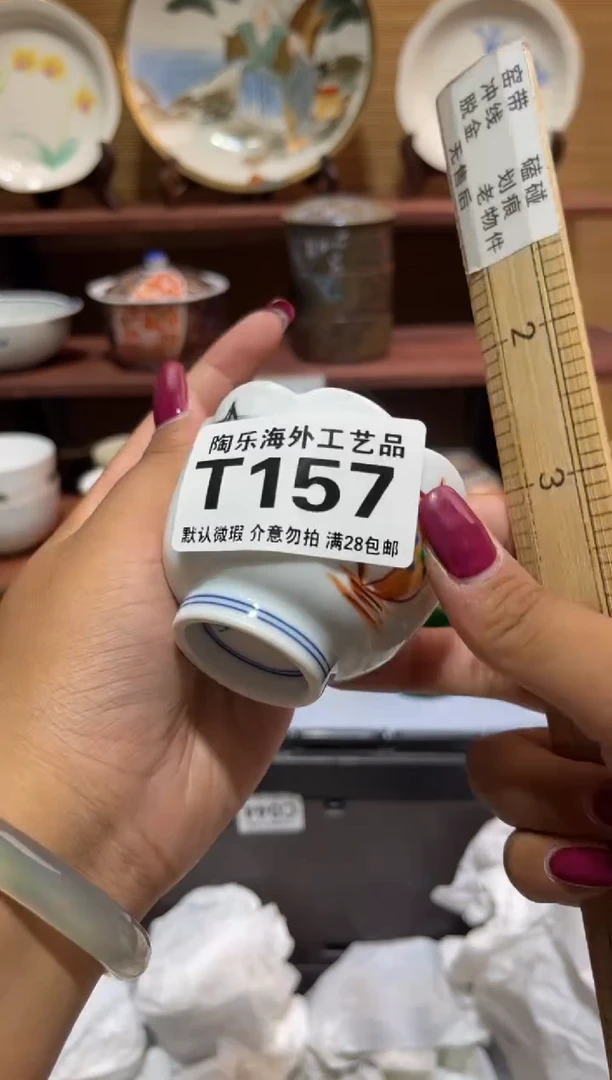 陶乐海外工艺品
T157
默认微瑕 介意勿拍 满28包邮
窑带 磕碰
冲线 划痕
脱金 老物件
无售后
2
3